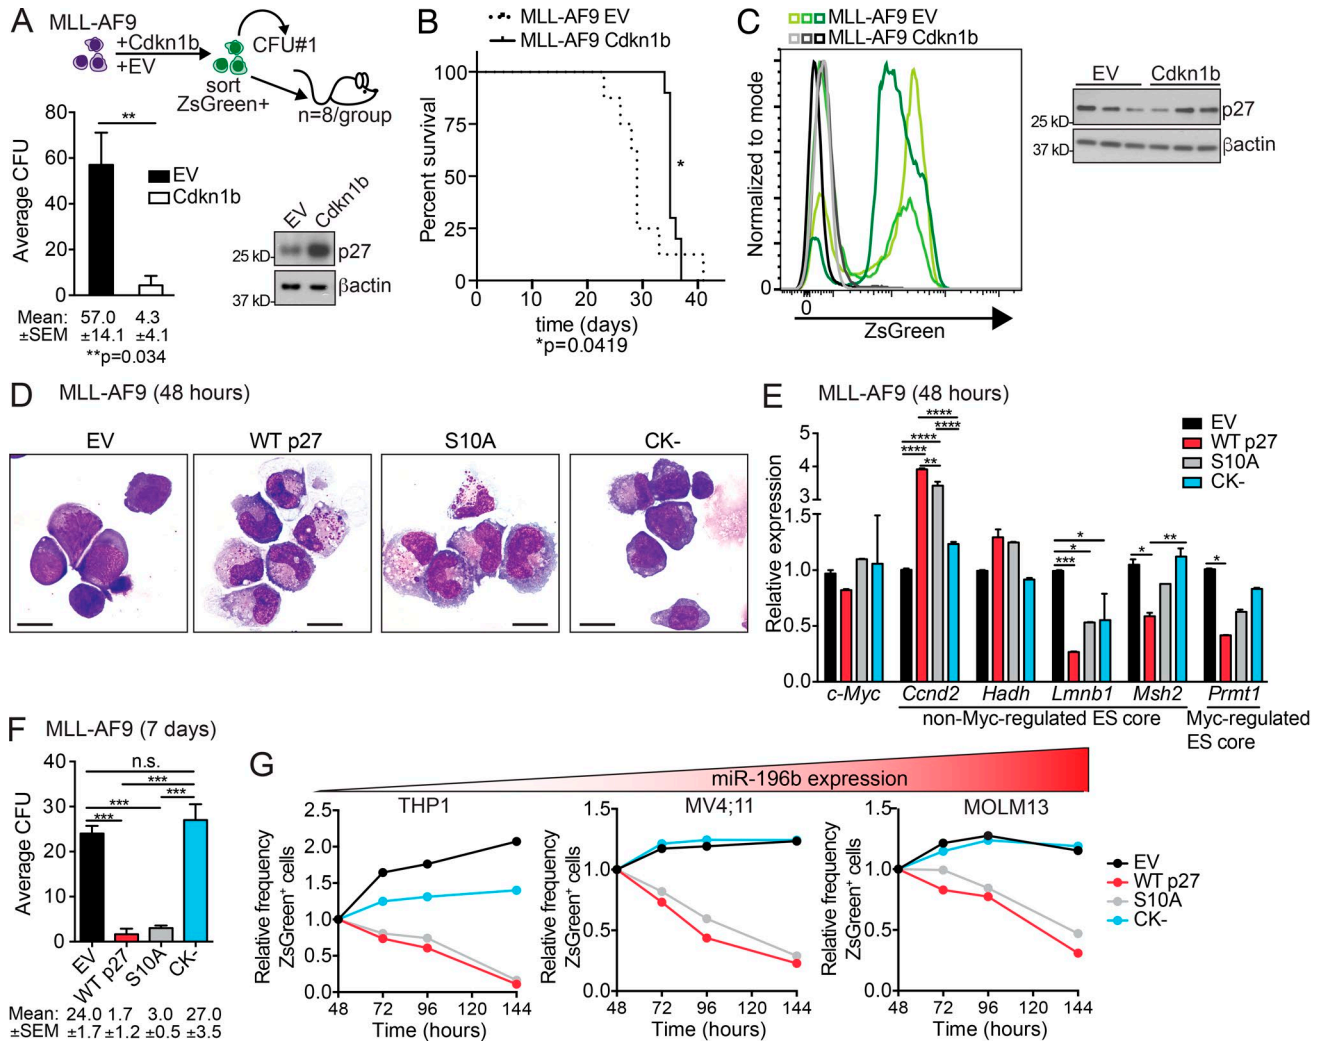 A
MLL-AF9
+Cdkn1b
+EV
CFU#1
sort
ZsGreen+
n=8/group
80
60
40
20
0
Average CFU
**
EV
Cdkn1b
Mean: 57.0 4.3
±SEM ±14.1 ±4.1
**p=0.034
EV Cdkn1b
25 kD
p27
37 kD
βactin
B
MLL-AF9 EV
MLL-AF9 Cdkn1b
Percent survival
100
75
50
25
0
*
0 10 20 30 40
time (days)
*p=0.0419
C
MLL-AF9 EV
MLL-AF9 Cdkn1b
Normalized to mode
0
0
ZsGreen
EV Cdkn1b
25 kD
p27
37 kD
βactin
D MLL-AF9 (48 hours)
EV WT p27 S10A CK-
E MLL-AF9 (48 hours)
EV
WT p27
S10A
CK-
Relative expression
5
4
3
1.5
1.0
0.5
0.0
****
****
****
****
**
*
*
***
**
*
*
c-Myc Ccnd2 Hadh Lmnb1 Msh2 Prmt1
non-Myc-regulated ES core
Myc-regulated
ES core
F MLL-AF9 (7 days)
Average CFU
40
30
20
10
0
n.s.
***
***
***
***
EV WT p27 S10A CK-
Mean: 24.0 1.7 3.0 27.0
±SEM ±1.7 ±1.2 ±0.5 ±3.5
G
miR-196b expression
THP1
Relative frequency
ZsGreen⁺ cells
2.5
2.0
1.5
1.0
0.5
0.0
48 72 96 120 144
Time (hours)
MV4;11
Relative frequency
ZsGreen⁺ cells
1.5
1.0
0.5
0.0
48 72 96 120 144
Time (hours)
MOLM13
Relative frequency
ZsGreen⁺ cells
1.5
1.0
0.5
0.0
48 72 96 120 144
Time (hours)
EV
WT p27
S10A
CK-